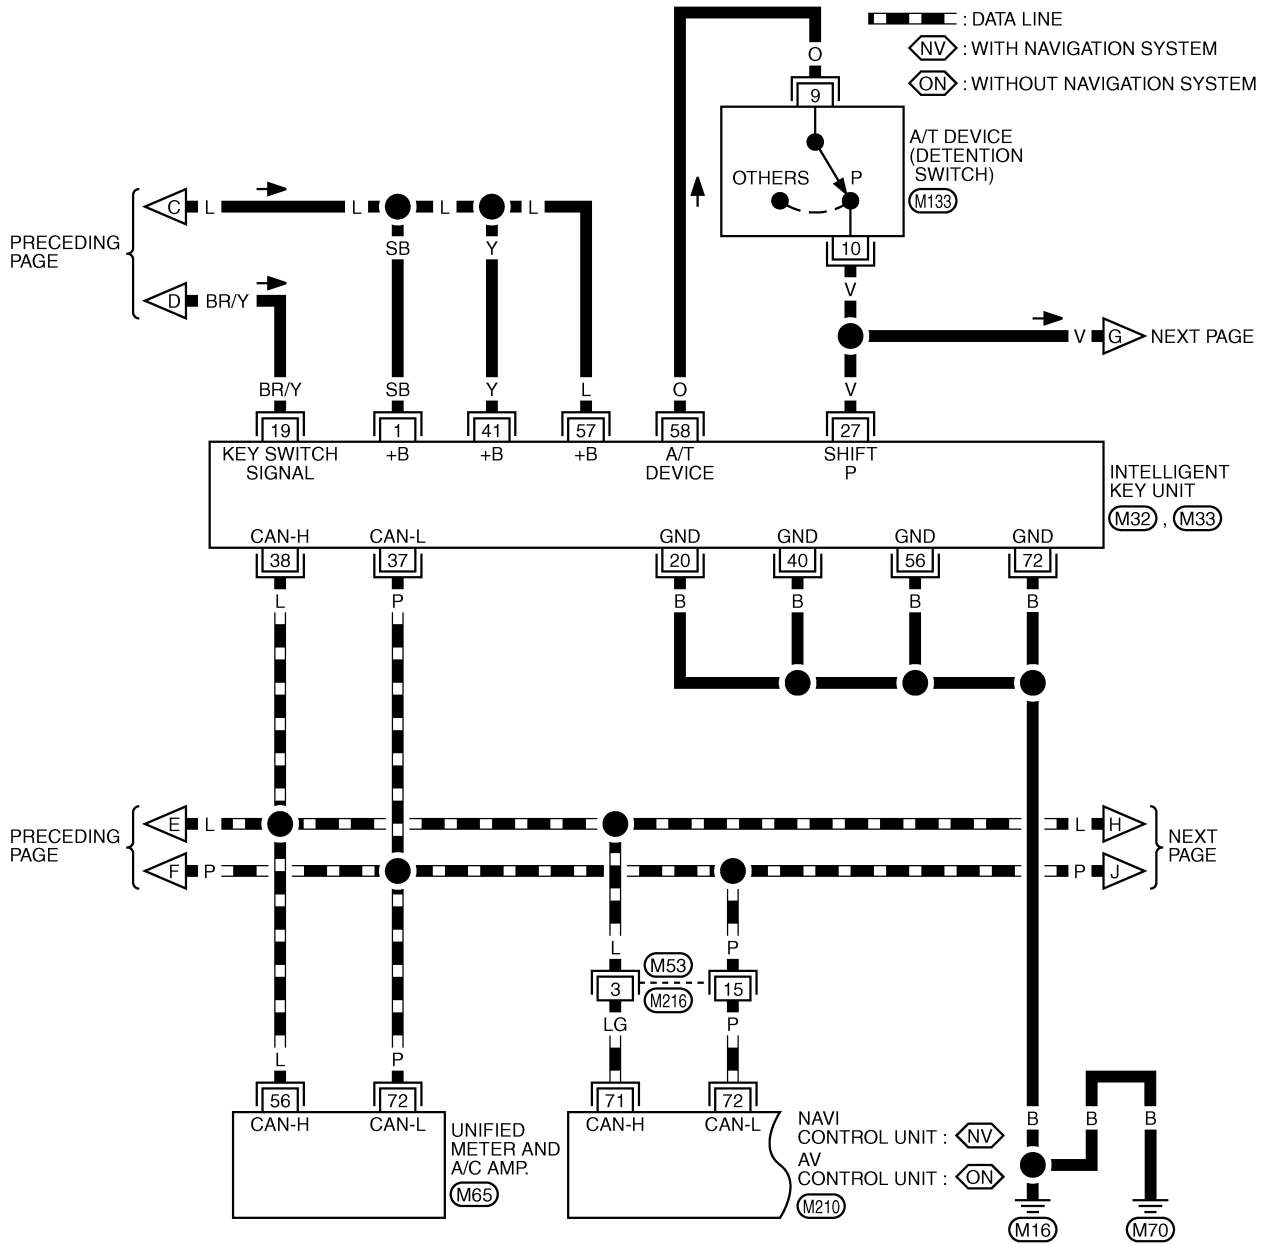 : DATA LINE
NV : WITH NAVIGATION SYSTEM
ON : WITHOUT NAVIGATION SYSTEM
O
9
A/T DEVICE
(DETENTION
SWITCH)
M133
OTHERS P
10
V
PRECEDING
PAGE
C L L L L
SB Y
D BR/Y
V G NEXT PAGE
BR/Y SB Y L O V
19 1 41 57 58 27
KEY SWITCH
SIGNAL
+B +B +B
A/T
DEVICE
SHIFT
P
INTELLIGENT
KEY UNIT
M32 , M33
CAN-H CAN-L GND GND GND GND
38 37 20 40 56 72
L P B B B B
PRECEDING
PAGE
E L L H
F P P J
NEXT
PAGE
L P
M53
3 15
M216
LG P
L P
56 72 71 72
CAN-H CAN-L CAN-H CAN-L
UNIFIED
METER AND
A/C AMP.
M65
NAVI
CONTROL UNIT : NV
AV
CONTROL UNIT : ON
M210
B B B
M16 M70